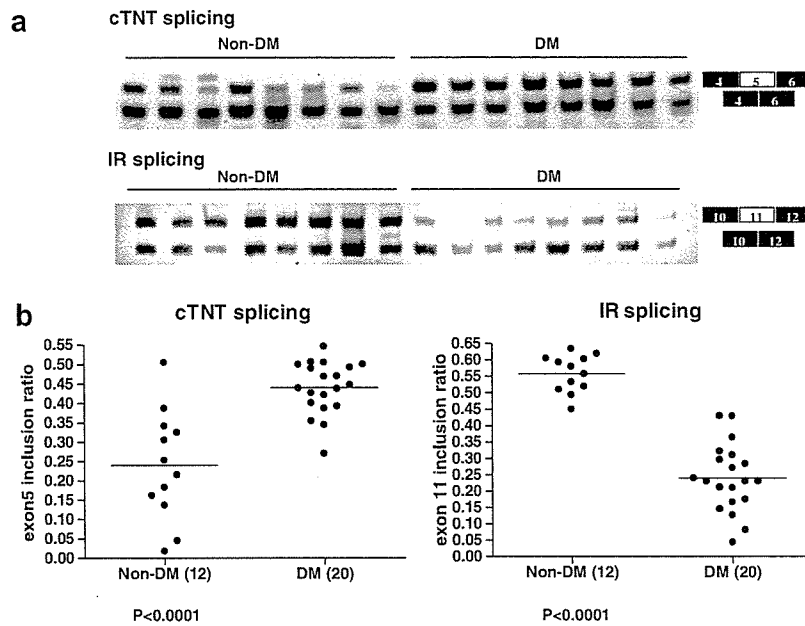 a
cTNT splicing
Non-DM DM
4 5 6
4 6
IR splicing
Non-DM DM
10 11 12
10 12
b
cTNT splicing
exon5 inclusion ratio
0.55
0.50
0.45
0.40
0.35
0.30
0.25
0.20
0.15
0.10
0.05
0.00
Non-DM (12) DM (20)
P<0.0001
IR splicing
exon 11 inclusion ratio
0.65
0.60
0.55
0.50
0.45
0.40
0.35
0.30
0.25
0.20
0.15
0.10
0.05
0.00
Non-DM (12) DM (20)
P<0.0001